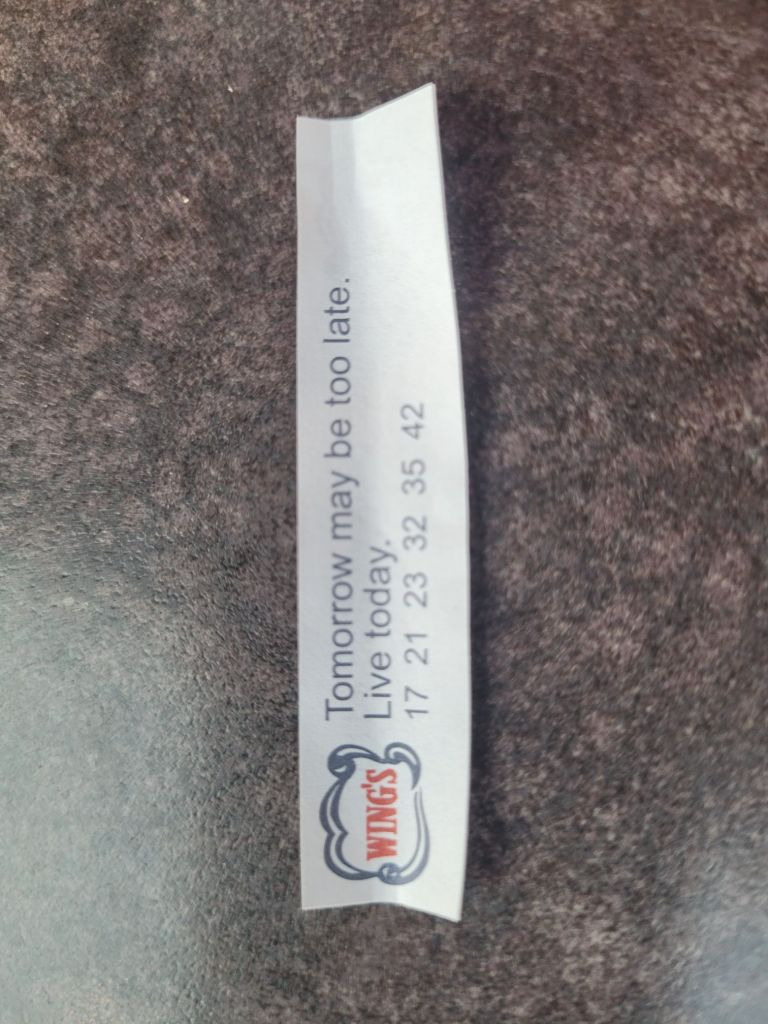 WING'S
Tomorrow may be too late.
Live today.
17 21 23 32 35 42